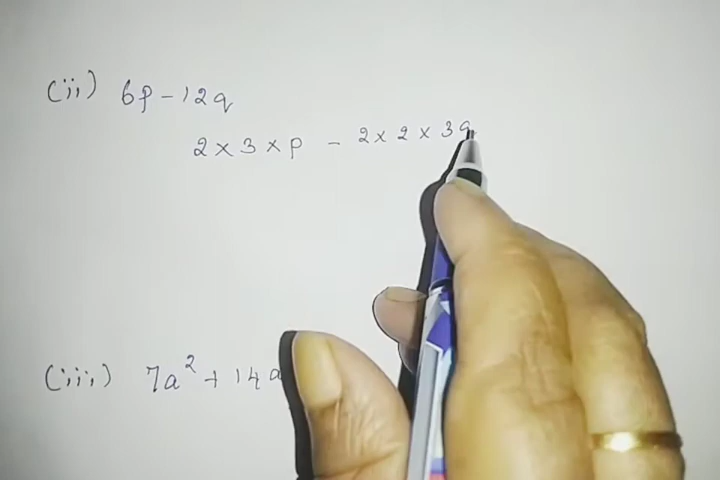 (ii) 6p - 12q
2 × 3 × p - 2 × 2 × 3q
(iii) 7a² + 14a